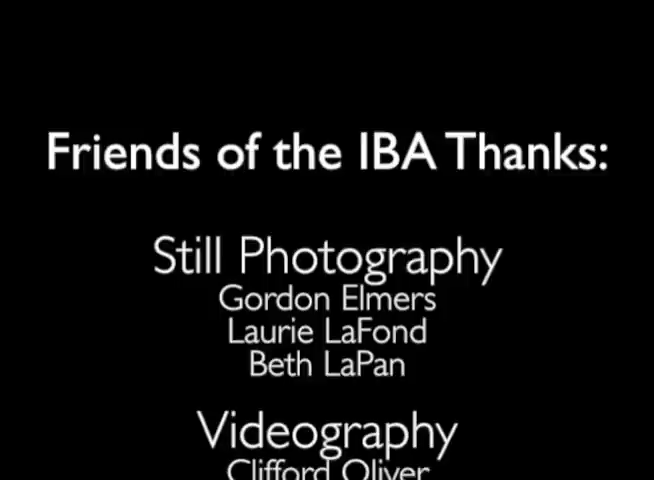 Friends of the IBA Thanks:
Still Photography
Gordon Elmers
Laurie LaFond
Beth LaPan
Videography
Clifford Oliver